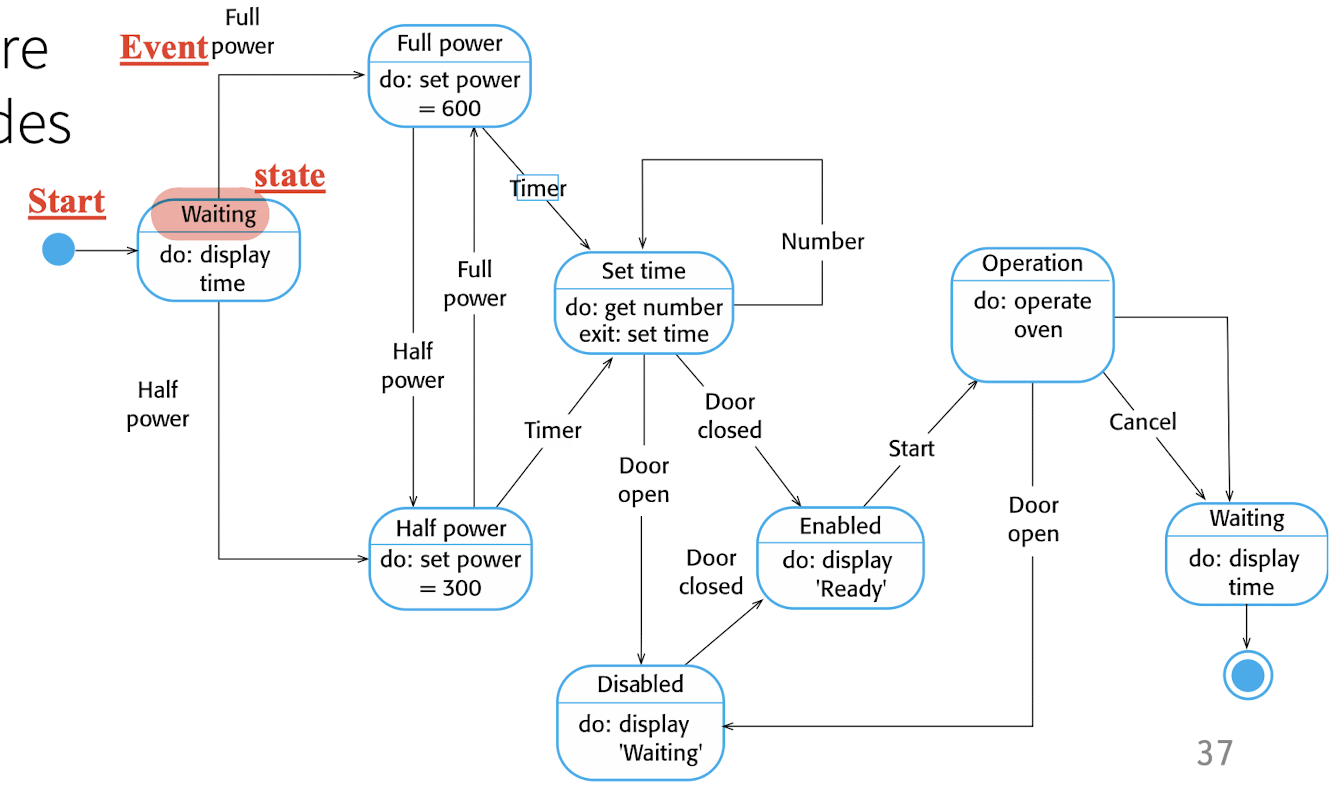 re
des
Event
Full
power
Start
state
Waiting
do: display
time
Full power
do: set power
= 600
Timer
Half
power
Full
power
Half
power
Set time
do: get number
exit: set time
Number
Timer
Half power
do: set power
= 300
Door
open
Door
closed
Door
closed
Enabled
do: display
'Ready'
Disabled
do: display
'Waiting'
Start
Operation
do: operate
oven
Door
open
Cancel
Waiting
do: display
time
37